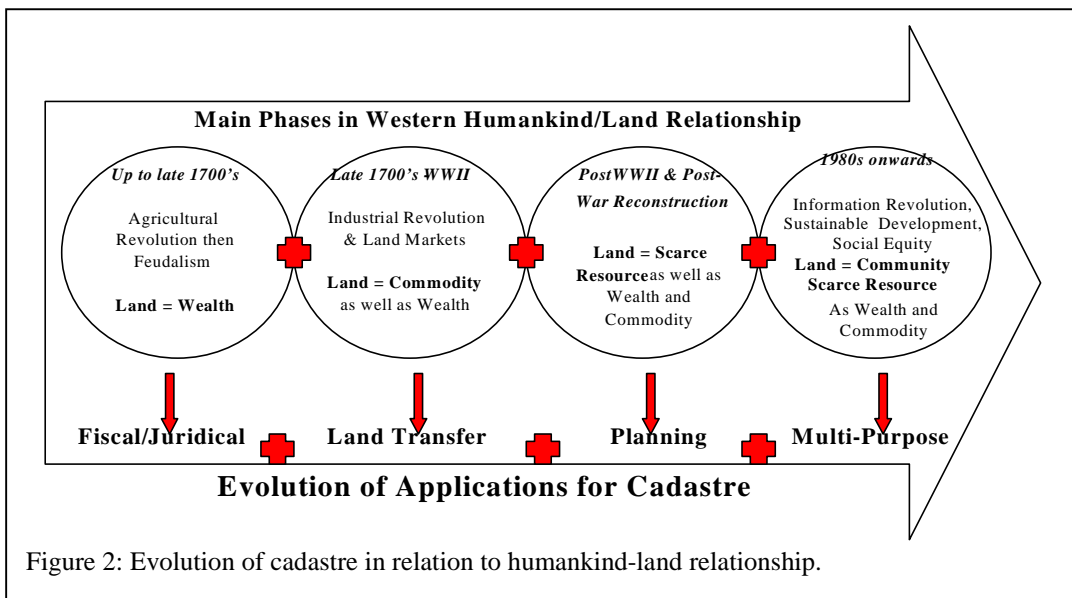 Main Phases in Western Humankind/Land Relationship
Up to late 1700's
Agricultural
Revolution then
Feudalism
Land = Wealth
Late 1700's-WWII
Industrial Revolution
& Land Markets
Land = Commodity
as well as Wealth
PostWWII & Post-
War Reconstruction
Land = Scarce
Resource as well as
Wealth and
Commodity
1980s onwards
Information Revolution,
Sustainable Development,
Social Equity
Land = Community
Scarce Resource
As Wealth and
Commodity
Fiscal/Juridical
Land Transfer
Planning
Multi-Purpose
Evolution of Applications for Cadastre
Figure 2: Evolution of cadastre in relation to humankind-land relationship.